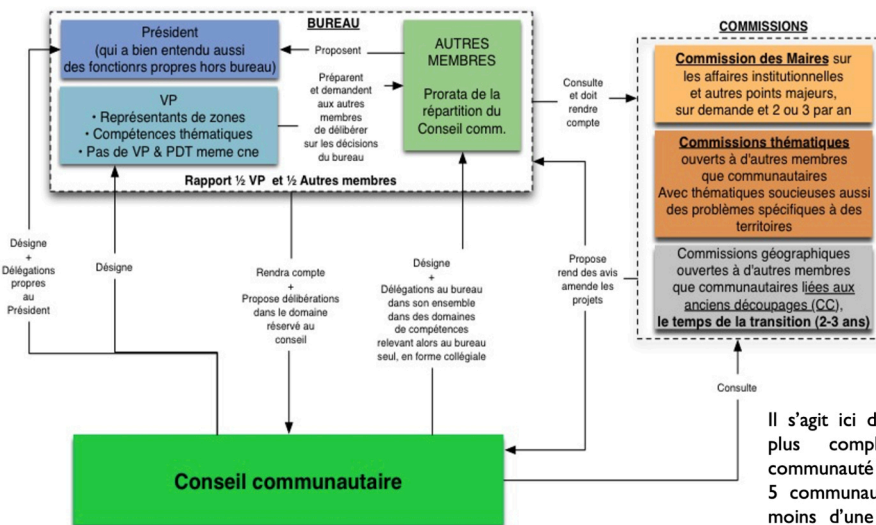 BUREAU
Président
(qui a bien entendu aussi
des fonctionrs propres hors bureau)
VP
• Représentants de zones
• Compétences thématiques
• Pas de VP & PDT meme cne
Proposent
Préparent
et demandent
aux autres
membres
de délibérer
sur les décisions
du bureau
AUTRES
MEMBRES
Prorata de la
répartition du
Conseil comm.
Rapport ½ VP et ½ Autres membres
Consulte
et doit
rendre
compte
COMMISSIONS
Commission des Maires sur
les affaires institutionnelles
et autres points majeurs,
sur demande et 2 ou 3 par an
Commissions thématiques
ouverts à d'autres membres
que communautaires
Avec thématiques soucieuses aussi
des problèmes spécifiques à des
territoires
Commissions géographiques
ouvertes à d'autres membres
que communautaires liées aux
anciens découpages (CC),
le temps de la transition (2-3 ans)
Désigne
+
Délégations
propres
au
Président
Désigne
Rendra compte
+
Propose délibérations
dans le domaine
réservé au
conseil
Désigne
+
Délégations au bureau
dans son ensemble
dans des domaines
de compétences
relevant alors au bureau
seul, en forme collégiale
Propose
rend des avis
amende les
projets
Consulte
Conseil communautaire
Il s'agit ici d
plus compl
communauté
5 communau
moins d'une